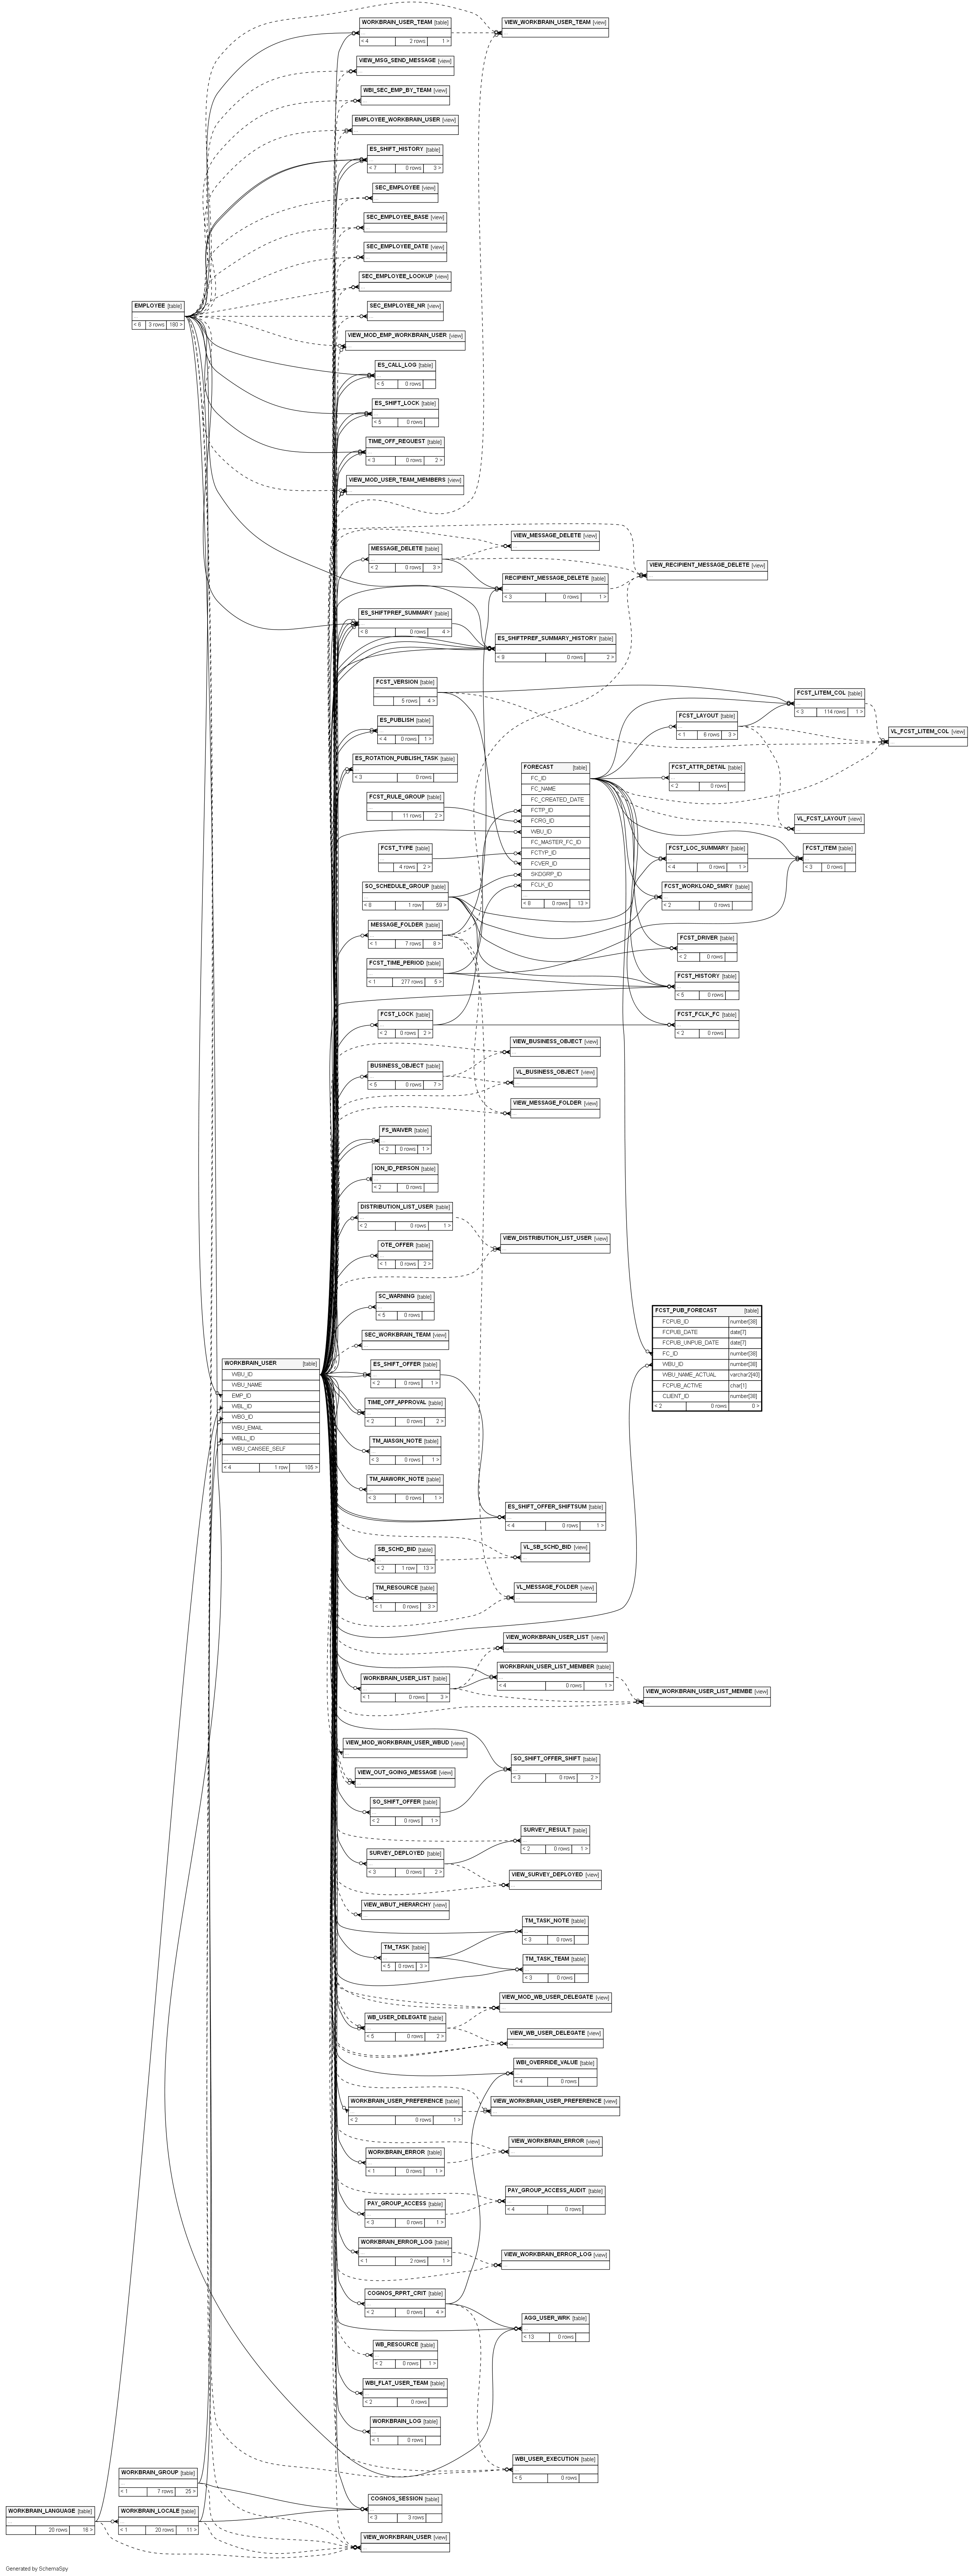 WORKBRAIN_USER_TEAM [table]
...
< 4 2 rows 1 >
VIEW_WORKBRAIN_USER_TEAM [view]
...
VIEW_MSG_SEND_MESSAGE [view]
...
WBI_SEC_EMP_BY_TEAM [view]
...
EMPLOYEE_WORKBRAIN_USER [view]
...
ES_SHIFT_HISTORY [table]
...
< 7 0 rows 3 >
SEC_EMPLOYEE [view]
...
SEC_EMPLOYEE_BASE [view]
...
SEC_EMPLOYEE_DATE [view]
...
SEC_EMPLOYEE_LOOKUP [view]
...
EMPLOYEE [table]
...
< 6 3 rows 180 >
SEC_EMPLOYEE_NR [view]
...
VIEW_MOD_EMP_WORKBRAIN_USER [view]
...
ES_CALL_LOG [table]
...
< 5 0 rows
ES_SHIFT_LOCK [table]
...
< 5 0 rows
TIME_OFF_REQUEST [table]
...
< 3 0 rows 2 >
VIEW_MOD_USER_TEAM_MEMBERS [view]
...
VIEW_MESSAGE_DELETE [view]
...
MESSAGE_DELETE [table]
...
< 2 0 rows 3 >
VIEW_RECIPIENT_MESSAGE_DELETE [view]
...
RECIPIENT_MESSAGE_DELETE [table]
...
< 3 0 rows 1 >
ES_SHIFTPREF_SUMMARY [table]
...
< 8 0 rows 4 >
ES_SHIFTPREF_SUMMARY_HISTORY [table]
...
< 9 0 rows 2 >
FCST_VERSION [table]
...
5 rows 4 >
FCST_LITEM_COL [table]
...
< 3 114 rows 1 >
ES_PUBLISH [table]
...
< 4 0 rows 1 >
FCST_LAYOUT [table]
...
< 1 6 rows 3 >
VL_FCST_LITEM_COL [view]
...
ES_ROTATION_PUBLISH_TASK [table]
...
< 3 0 rows
FORECAST [table]
FC_ID
FC_NAME
FC_CREATED_DATE
FCTP_ID
FCRG_ID
WBU_ID
FC_MASTER_FC_ID
FCTYP_ID
FCVER_ID
SKDGRP_ID
FCLK_ID
...
< 8 0 rows 13 >
FCST_ATTR_DETAIL [table]
...
< 2 0 rows
FCST_RULE_GROUP [table]
...
11 rows 2 >
VL_FCST_LAYOUT [view]
...
FCST_TYPE [table]
...
4 rows 2 >
FCST_LOC_SUMMARY [table]
...
< 4 0 rows 1 >
FCST_ITEM [table]
...
< 3 0 rows
SO_SCHEDULE_GROUP [table]
...
< 8 1 row 59 >
FCST_WORKLOAD_SMRY [table]
...
< 2 0 rows
MESSAGE_FOLDER [table]
...
< 1 7 rows 8 >
FCST_DRIVER [table]
...
< 2 0 rows
FCST_TIME_PERIOD [table]
...
< 1 277 rows 5 >
FCST_HISTORY [table]
...
< 5 0 rows
FCST_LOCK [table]
...
< 2 0 rows 2 >
FCST_FCLK_FC [table]
...
< 2 0 rows
VIEW_BUSINESS_OBJECT [view]
...
BUSINESS_OBJECT [table]
...
< 5 0 rows 7 >
VL_BUSINESS_OBJECT [view]
...
VIEW_MESSAGE_FOLDER [view]
...
FS_WAIVER [table]
...
< 2 0 rows 1 >
ION_ID_PERSON [table]
...
< 2 0 rows
DISTRIBUTION_LIST_USER [table]
...
< 2 0 rows 1 >
VIEW_DISTRIBUTION_LIST_USER [view]
...
OTE_OFFER [table]
...
< 1 0 rows 2 >
SC_WARNING [table]
...
< 5 0 rows
FCST_PUB_FORECAST [table]
FCPUB_ID number[38]
FCPUB_DATE date[7]
FCPUB_UNPUB_DATE date[7]
FC_ID number[38]
WBU_ID number[38]
WBU_NAME_ACTUAL varchar2[40]
FCPUB_ACTIVE char[1]
CLIENT_ID number[38]
< 2 0 rows 0 >
SEC_WORKBRAIN_TEAM [view]
...
WORKBRAIN_USER [table]
WBU_ID
WBU_NAME
EMP_ID
WBL_ID
WBG_ID
WBU_EMAIL
WBLL_ID
WBU_CANSEE_SELF
...
< 4 1 row 105 >
ES_SHIFT_OFFER [table]
...
< 2 0 rows 1 >
TIME_OFF_APPROVAL [table]
...
< 2 0 rows 2 >
TM_AIASGN_NOTE [table]
...
< 3 0 rows 1 >
TM_AIAWORK_NOTE [table]
...
< 3 0 rows 1 >
ES_SHIFT_OFFER_SHIFTSUM [table]
...
< 4 0 rows 1 >
SB_SCHD_BID [table]
...
< 2 1 row 13 >
VL_SB_SCHD_BID [view]
...
TM_RESOURCE [table]
...
< 1 0 rows 3 >
VL_MESSAGE_FOLDER [view]
...
VIEW_WORKBRAIN_USER_LIST [view]
...
WORKBRAIN_USER_LIST [table]
...
< 1 0 rows 3 >
WORKBRAIN_USER_LIST_MEMBER [table]
...
< 4 0 rows 1 >
VIEW_WORKBRAIN_USER_LIST_MEMBE [view]
...
VIEW_MOD_WORKBRAIN_USER_WBUD [view]
...
SO_SHIFT_OFFER_SHIFT [table]
...
< 3 0 rows 2 >
VIEW_OUT_GOING_MESSAGE [view]
...
SO_SHIFT_OFFER [table]
...
< 2 0 rows 1 >
SURVEY_RESULT [table]
...
< 2 0 rows 1 >
SURVEY_DEPLOYED [table]
...
< 3 0 rows 2 >
VIEW_SURVEY_DEPLOYED [view]
...
VIEW_WBUT_HIERARCHY [view]
...
TM_TASK_NOTE [table]
...
< 3 0 rows
TM_TASK [table]
...
< 5 0 rows 3 >
TM_TASK_TEAM [table]
...
< 3 0 rows
VIEW_MOD_WB_USER_DELEGATE [view]
...
WB_USER_DELEGATE [table]
...
< 5 0 rows 2 >
VIEW_WB_USER_DELEGATE [view]
...
WBI_OVERRIDE_VALUE [table]
...
< 4 0 rows
WORKBRAIN_USER_PREFERENCE [table]
...
< 2 0 rows 1 >
VIEW_WORKBRAIN_USER_PREFERENCE [view]
...
WORKBRAIN_ERROR [table]
...
< 1 0 rows 1 >
VIEW_WORKBRAIN_ERROR [view]
...
PAY_GROUP_ACCESS [table]
...
< 3 0 rows 1 >
PAY_GROUP_ACCESS_AUDIT [table]
...
< 4 0 rows
WORKBRAIN_ERROR_LOG [table]
...
< 1 2 rows 1 >
VIEW_WORKBRAIN_ERROR_LOG [view]
...
COGNOS_RPRT_CRIT [table]
...
< 2 0 rows 4 >
AGG_USER_WRK [table]
...
< 13 0 rows
WB_RESOURCE [table]
...
< 2 0 rows 1 >
WBI_FLAT_USER_TEAM [table]
...
< 2 0 rows
WORKBRAIN_LOG [table]
...
< 1 0 rows
WBI_USER_EXECUTION [table]
...
< 5 0 rows
WORKBRAIN_GROUP [table]
...
< 1 7 rows 25 >
COGNOS_SESSION [table]
...
< 3 3 rows
WORKBRAIN_LANGUAGE [table]
...
20 rows 18 >
WORKBRAIN_LOCALE [table]
...
< 1 20 rows 11 >
VIEW_WORKBRAIN_USER [view]
...
Generated by SchemaSpy